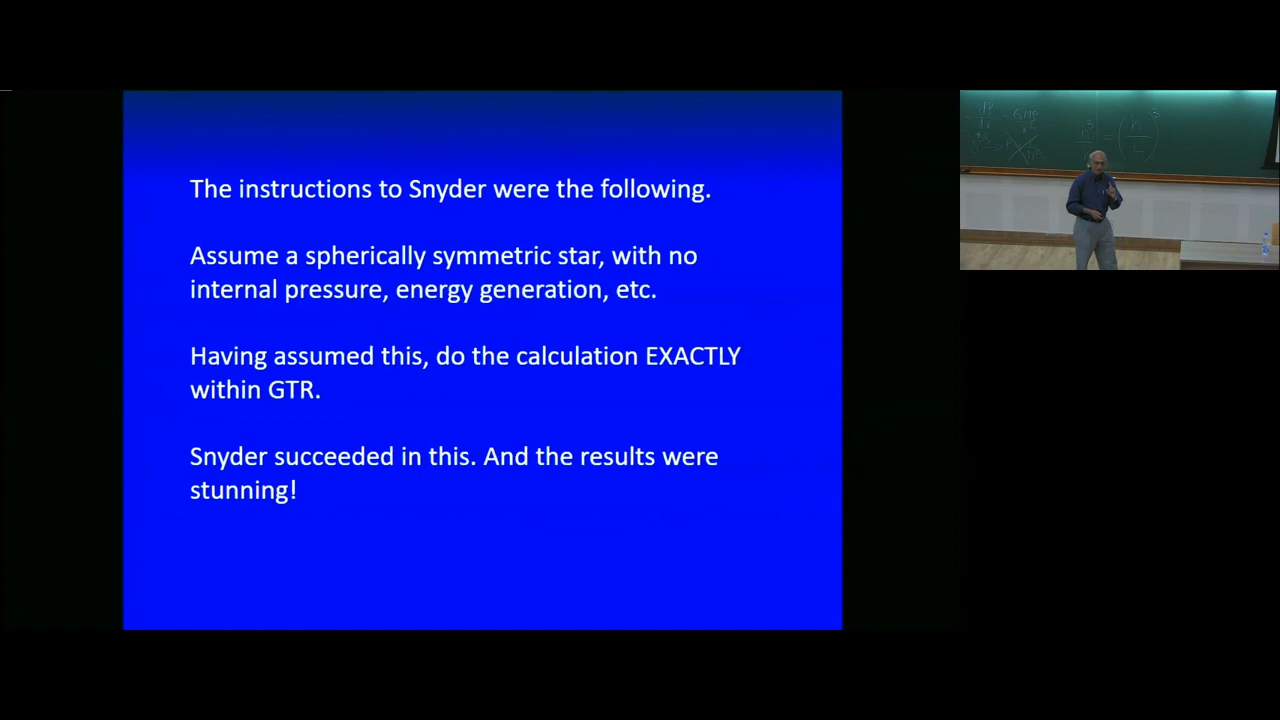 The instructions to Snyder were the following.
Assume a spherically symmetric star, with no
internal pressure, energy generation, etc.
Having assumed this, do the calculation EXACTLY
within GTR.
Snyder succeeded in this. And the results were
stunning!